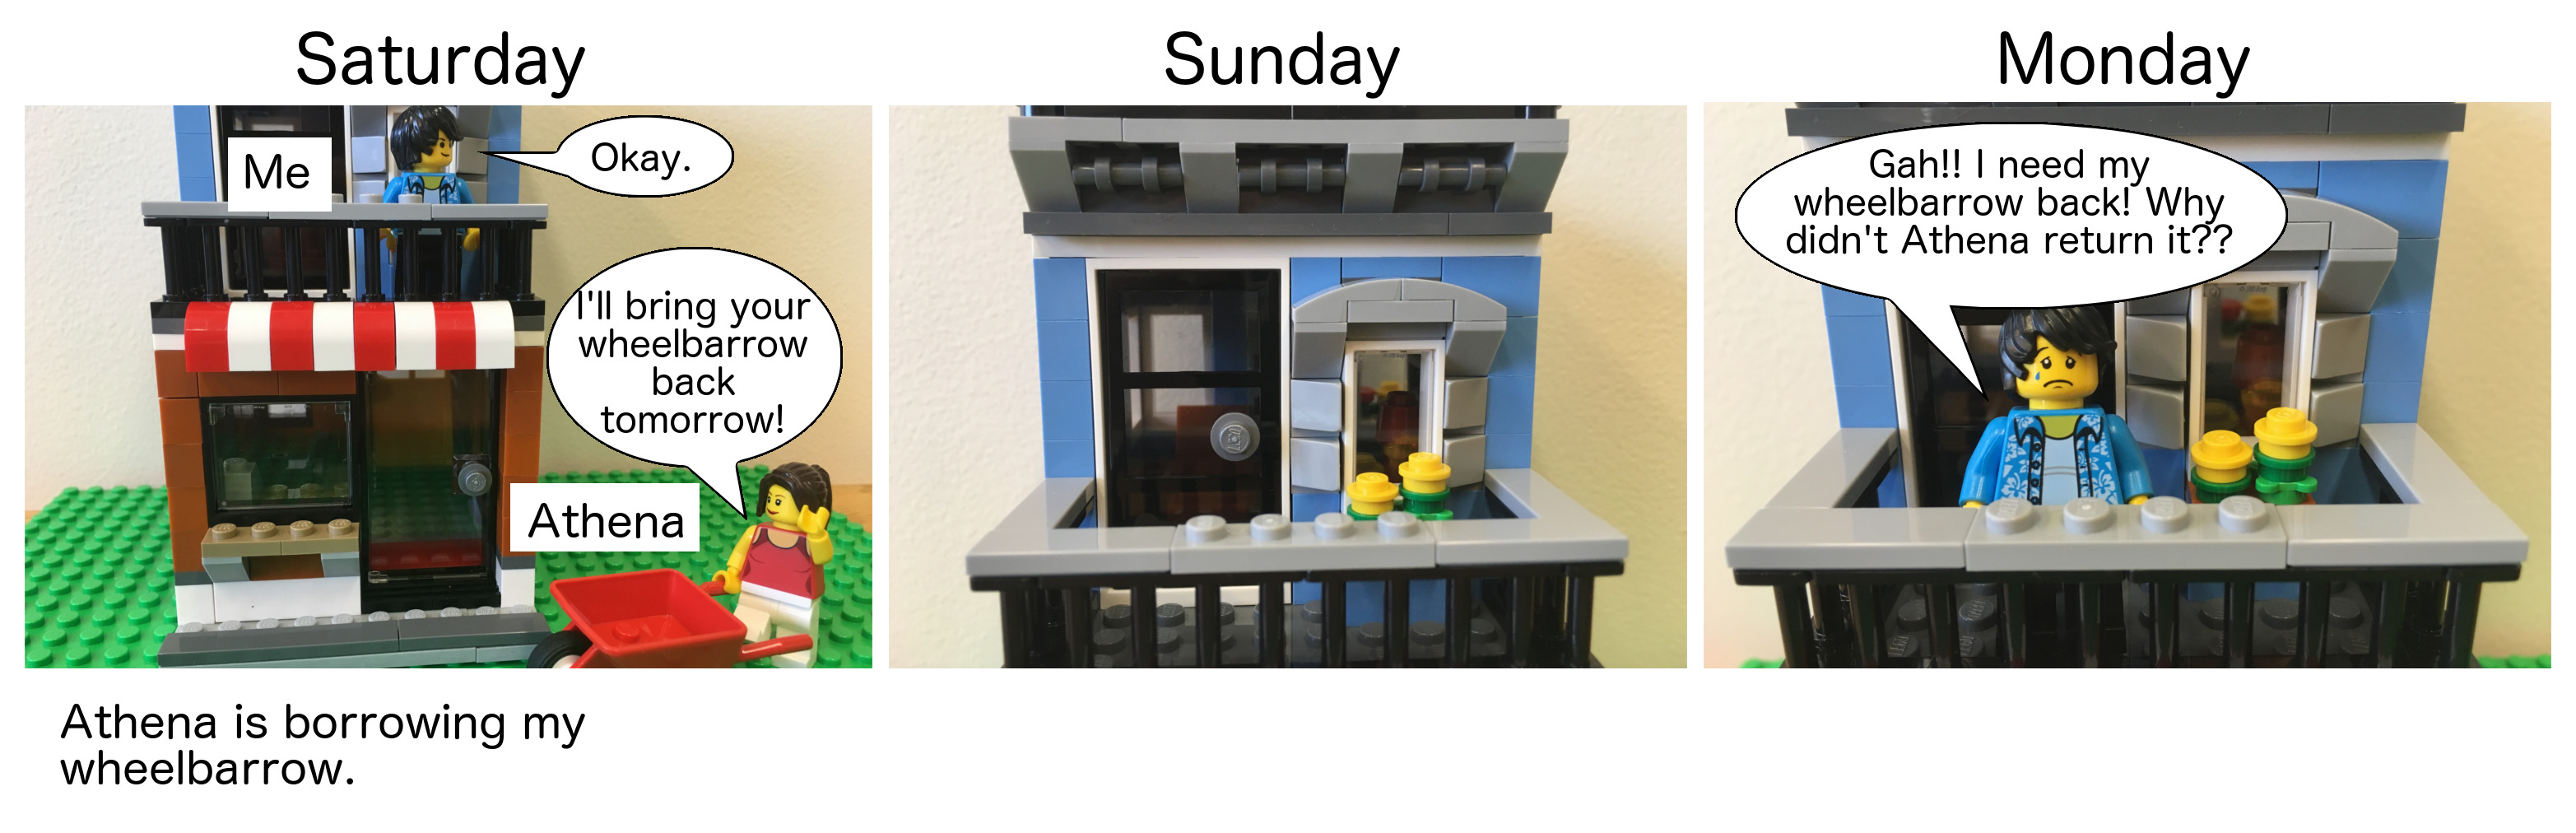 Saturday
Me
Okay.
I'll bring your
wheelbarrow
back
tomorrow!
Athena
Athena is borrowing my
wheelbarrow.
Sunday
Monday
Gah!! I need my
wheelbarrow back! Why
didn't Athena return it??